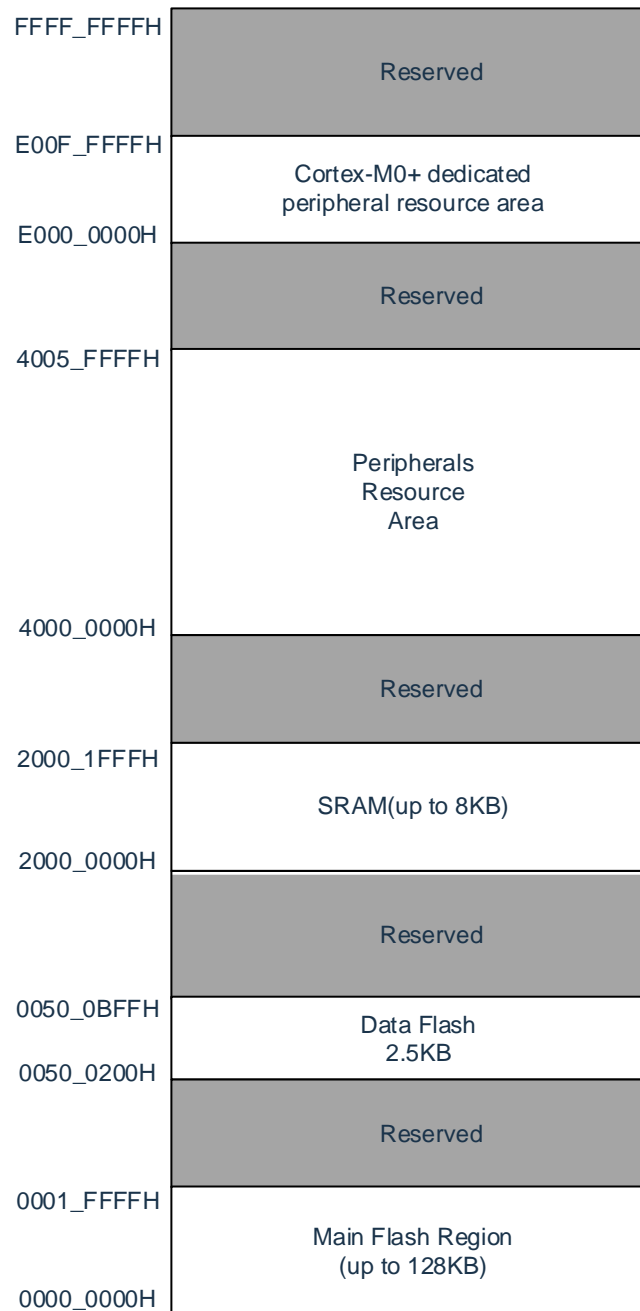 FFFF_FFFFH
Reserved
E00F_FFFFH
Cortex-M0+ dedicated
peripheral resource area
E000_0000H
Reserved
4005_FFFFH
Peripherals
Resource
Area
4000_0000H
Reserved
2000_1FFFH
SRAM(up to 8KB)
2000_0000H
Reserved
0050_0BFFH
Data Flash
2.5KB
0050_0200H
Reserved
0001_FFFFH
Main Flash Region
(up to 128KB)
0000_0000H